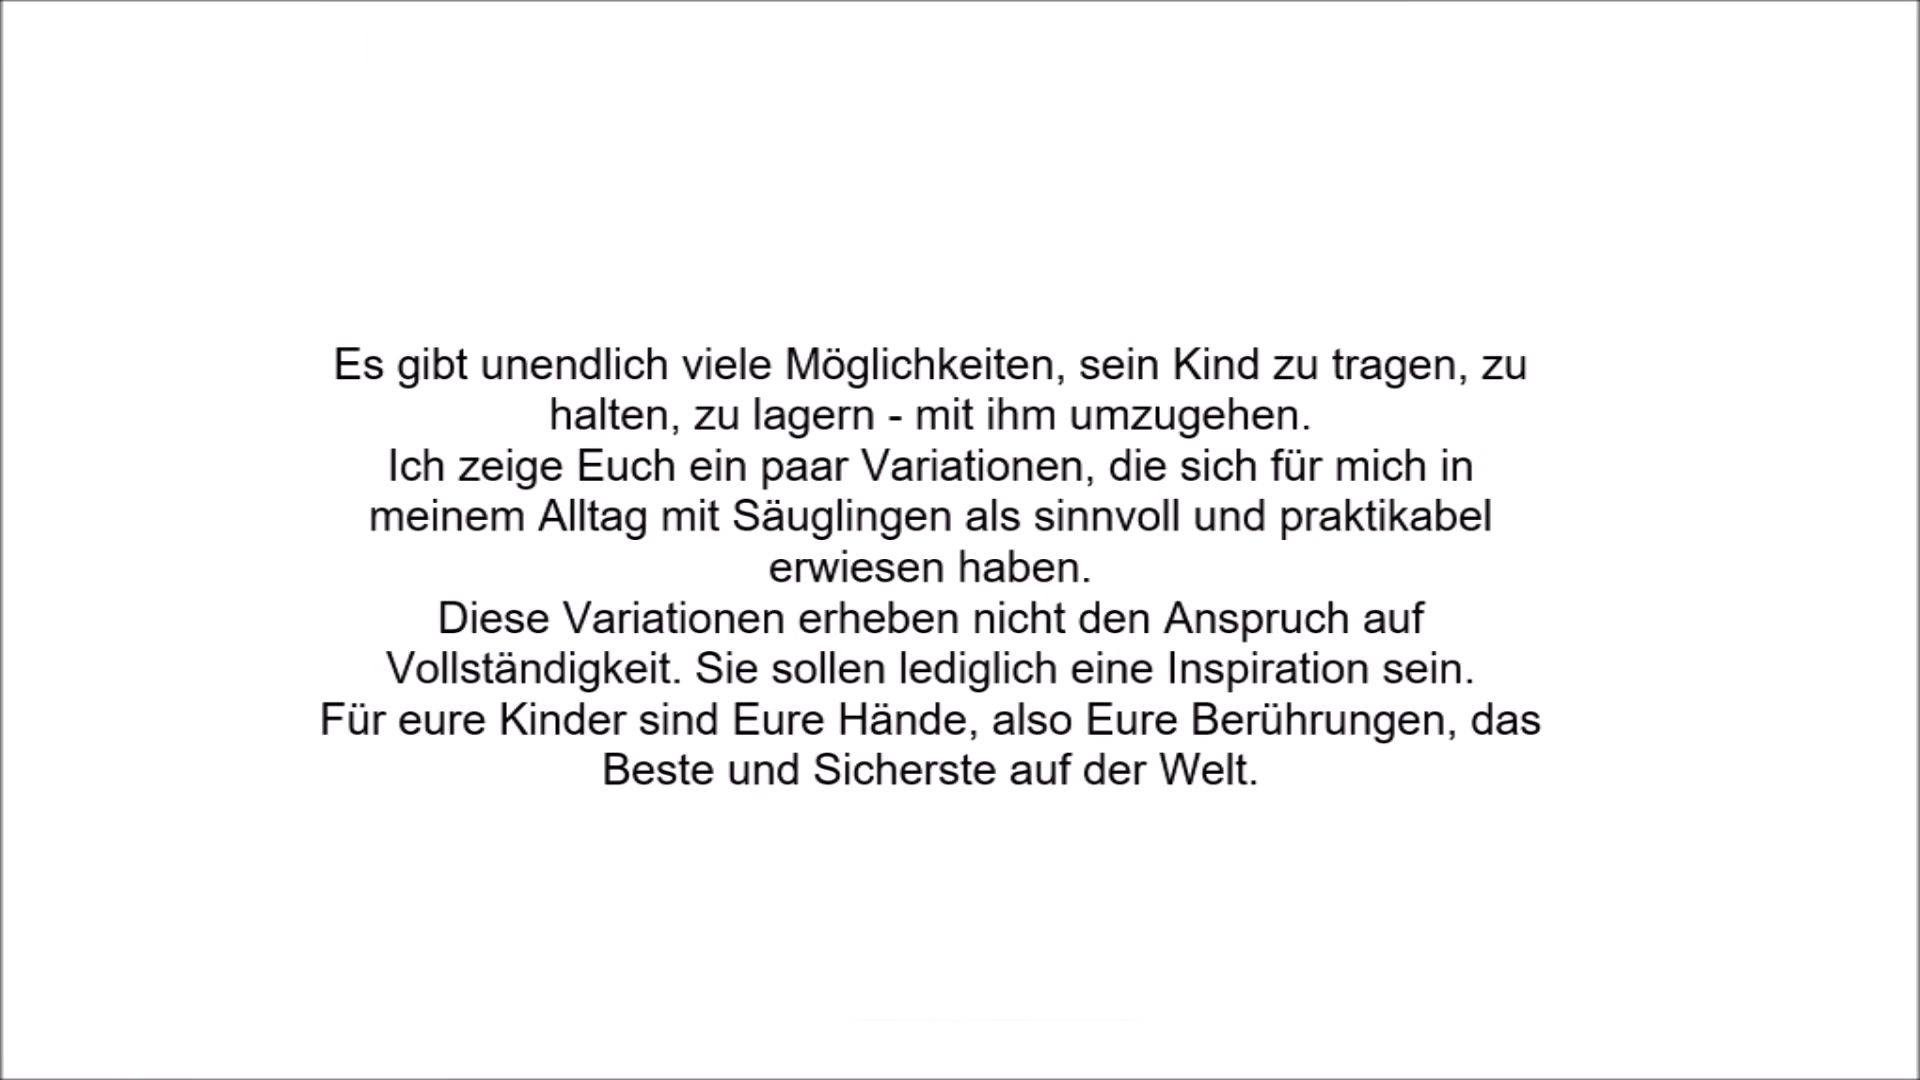 Es gibt unendlich viele Möglichkeiten, sein Kind zu tragen, zu
halten, zu lagern - mit ihm umzugehen.
Ich zeige Euch ein paar Variationen, die sich für mich in
meinem Alltag mit Säuglingen als sinnvoll und praktikabel
erwiesen haben.
Diese Variationen erheben nicht den Anspruch auf
Vollständigkeit. Sie sollen lediglich eine Inspiration sein.
Für eure Kinder sind Eure Hände, also Eure Berührungen, das
Beste und Sicherste auf der Welt.